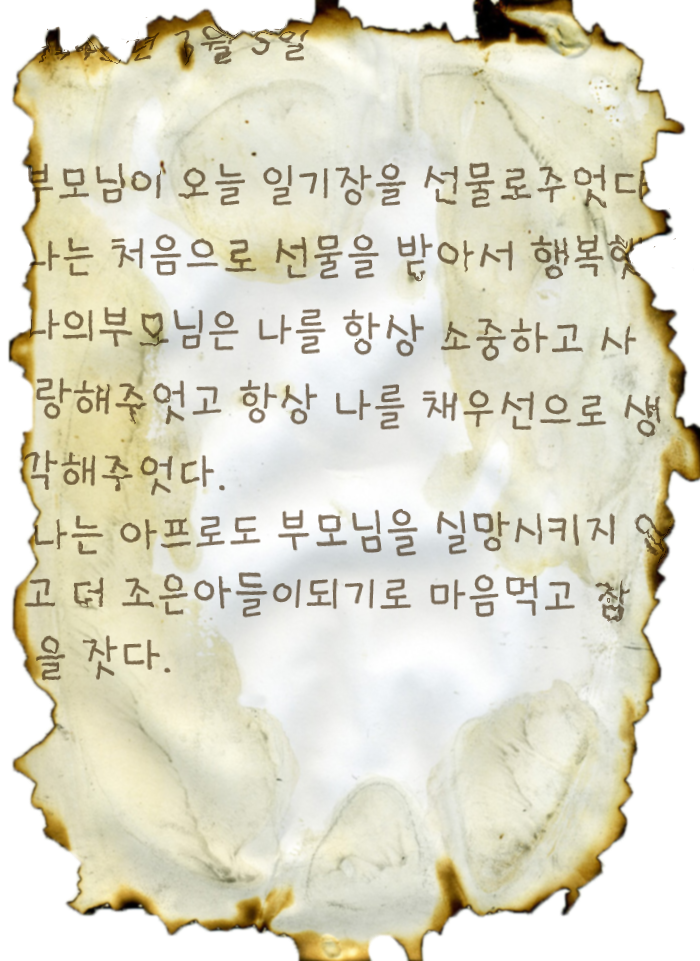 년 3월 5일
부모님이 오늘 일기장을 선물로주엇다
나는 처음으로 선물을 받아서 행복햇
나의부모님은 나를 항상 소중하고 사
랑해주엇고 항상 나를 채우선으로 생
각해주엇다.
나는 아프로도 부모님을 실망시키지 안
고 더 조은아들이되기로 마음먹고 잠
을 잣다.